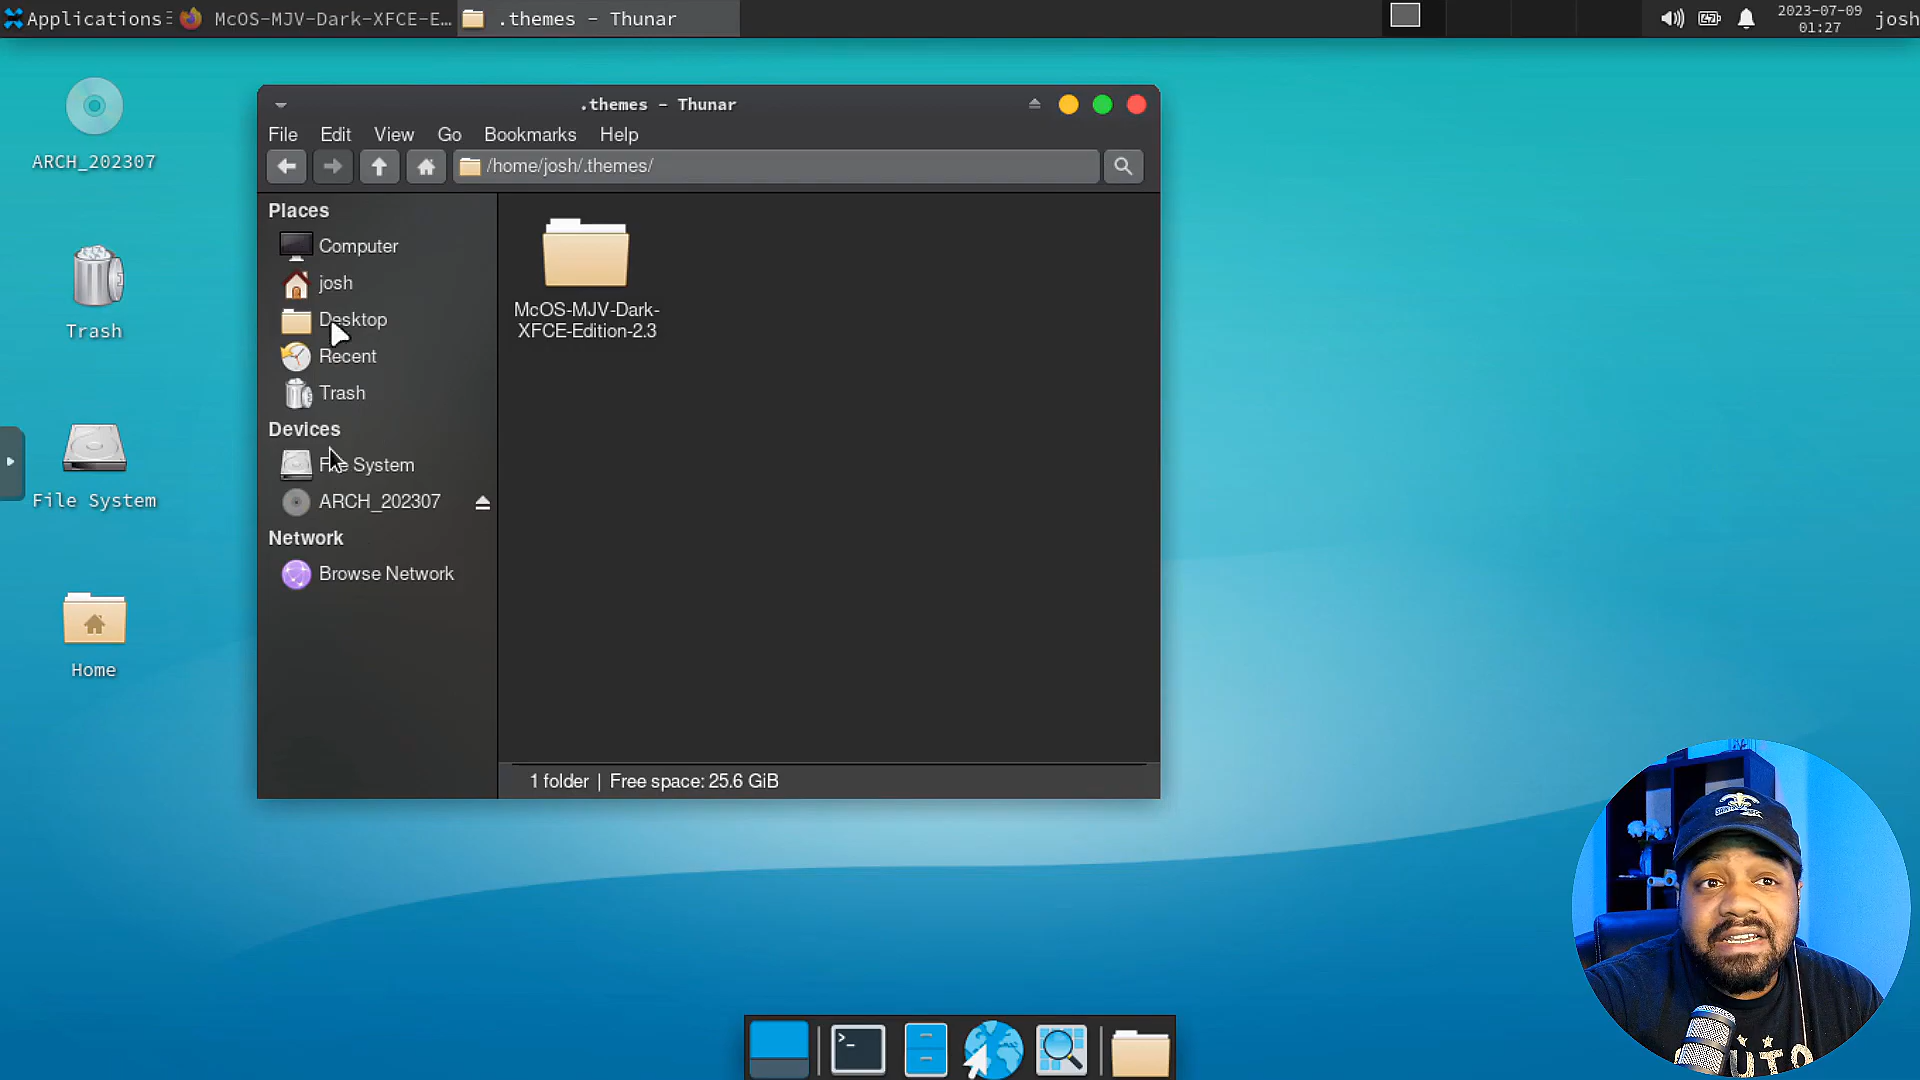 Applications
McOS-MJV-Dark-XFCE-E...
.themes - Thunar
2023-07-09
01:27
josh
ARCH_202307
Trash
File System
Home
.themes - Thunar
File Edit View Go Bookmarks Help
/home/josh/.themes/
Places
Computer
josh
Desktop
Recent
Trash
Devices
File System
ARCH_202307
Network
Browse Network
McOS-MJV-Dark-
XFCE-Edition-2.3
1 folder | Free space: 25.6 GiB